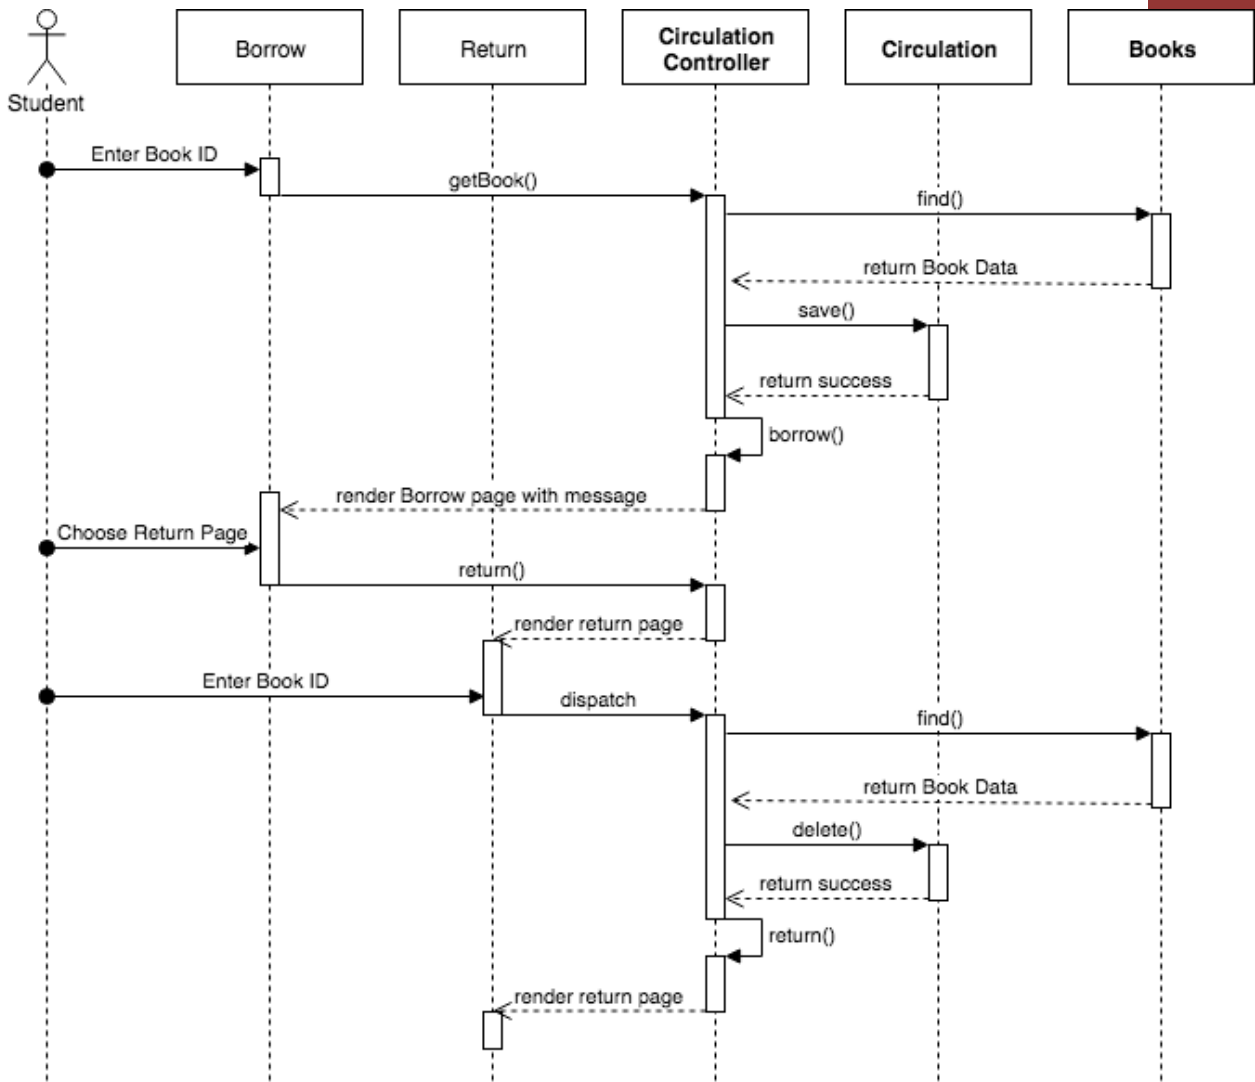 Student
Borrow
Return
Circulation
Controller
Circulation
Books
Enter Book ID
getBook()
find()
return Book Data
save()
return success
borrow()
render Borrow page with message
Choose Return Page
return()
render return page
Enter Book ID
dispatch
find()
return Book Data
delete()
return success
return()
render return page